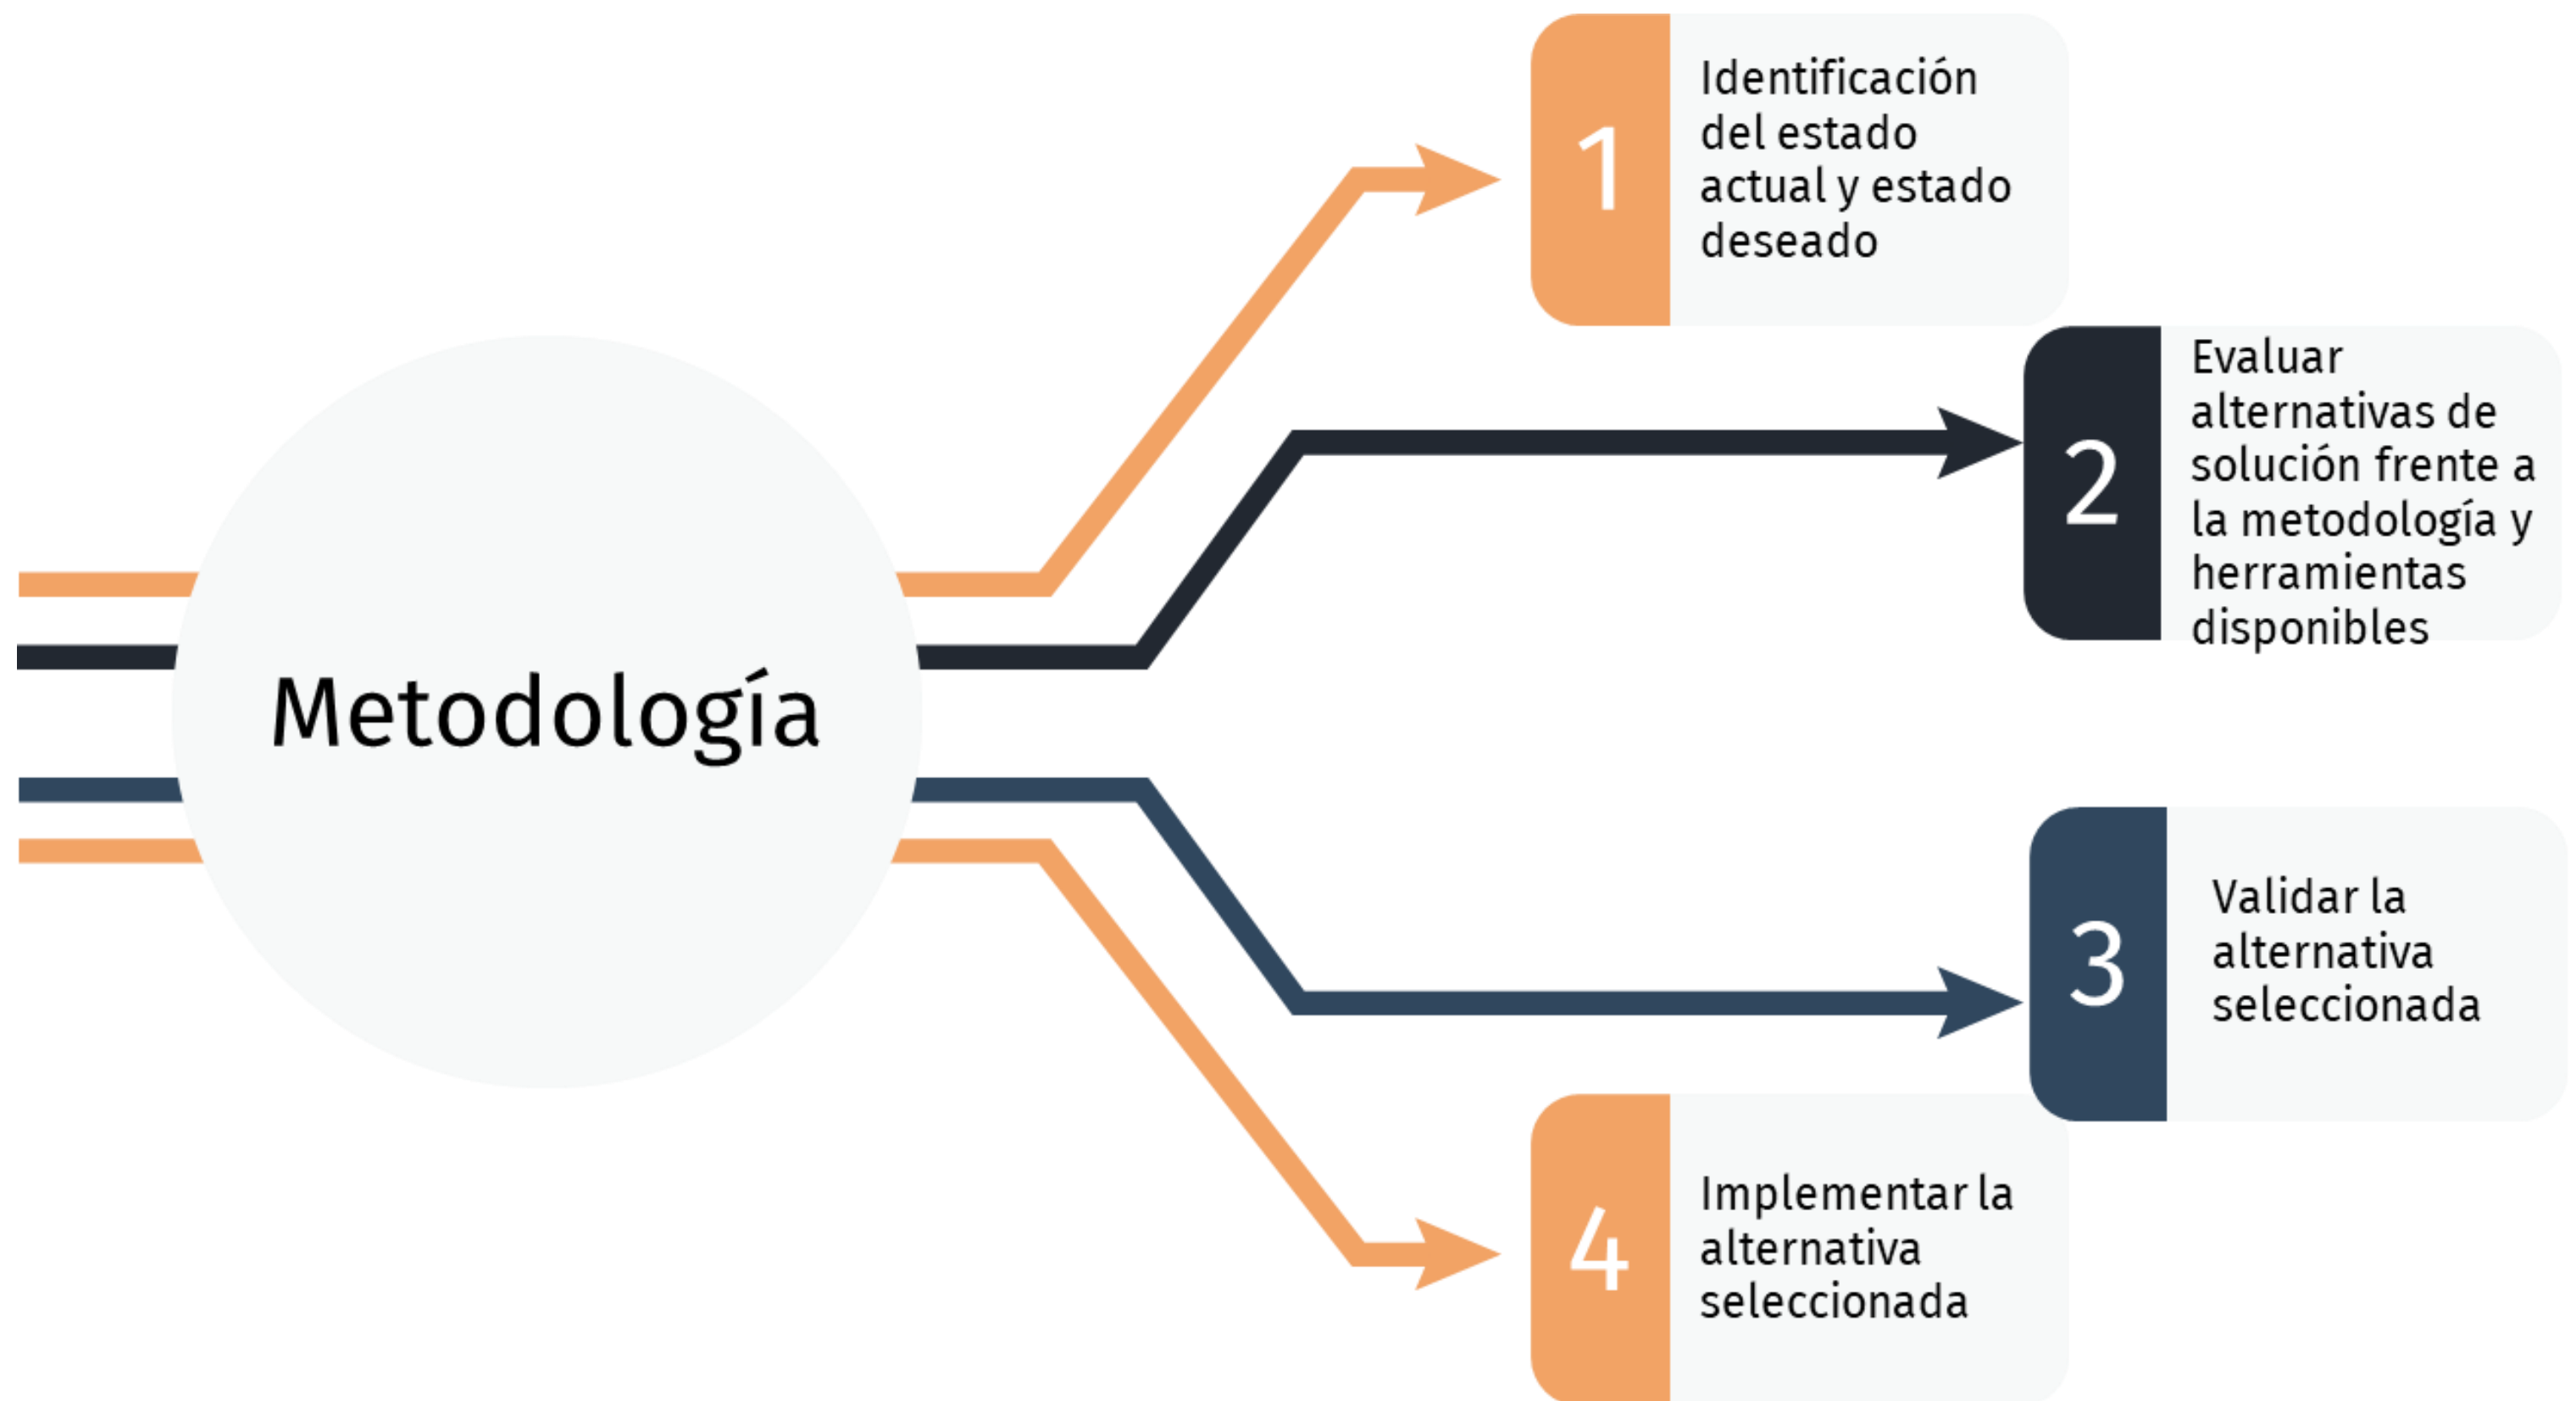 Metodología
1
Identificación
del estado
actual y estado
deseado
2
Evaluar
alternativas de
solución frente a
la metodología y
herramientas
disponibles
3
Validar la
alternativa
seleccionada
4
Implementar la
alternativa
seleccionada